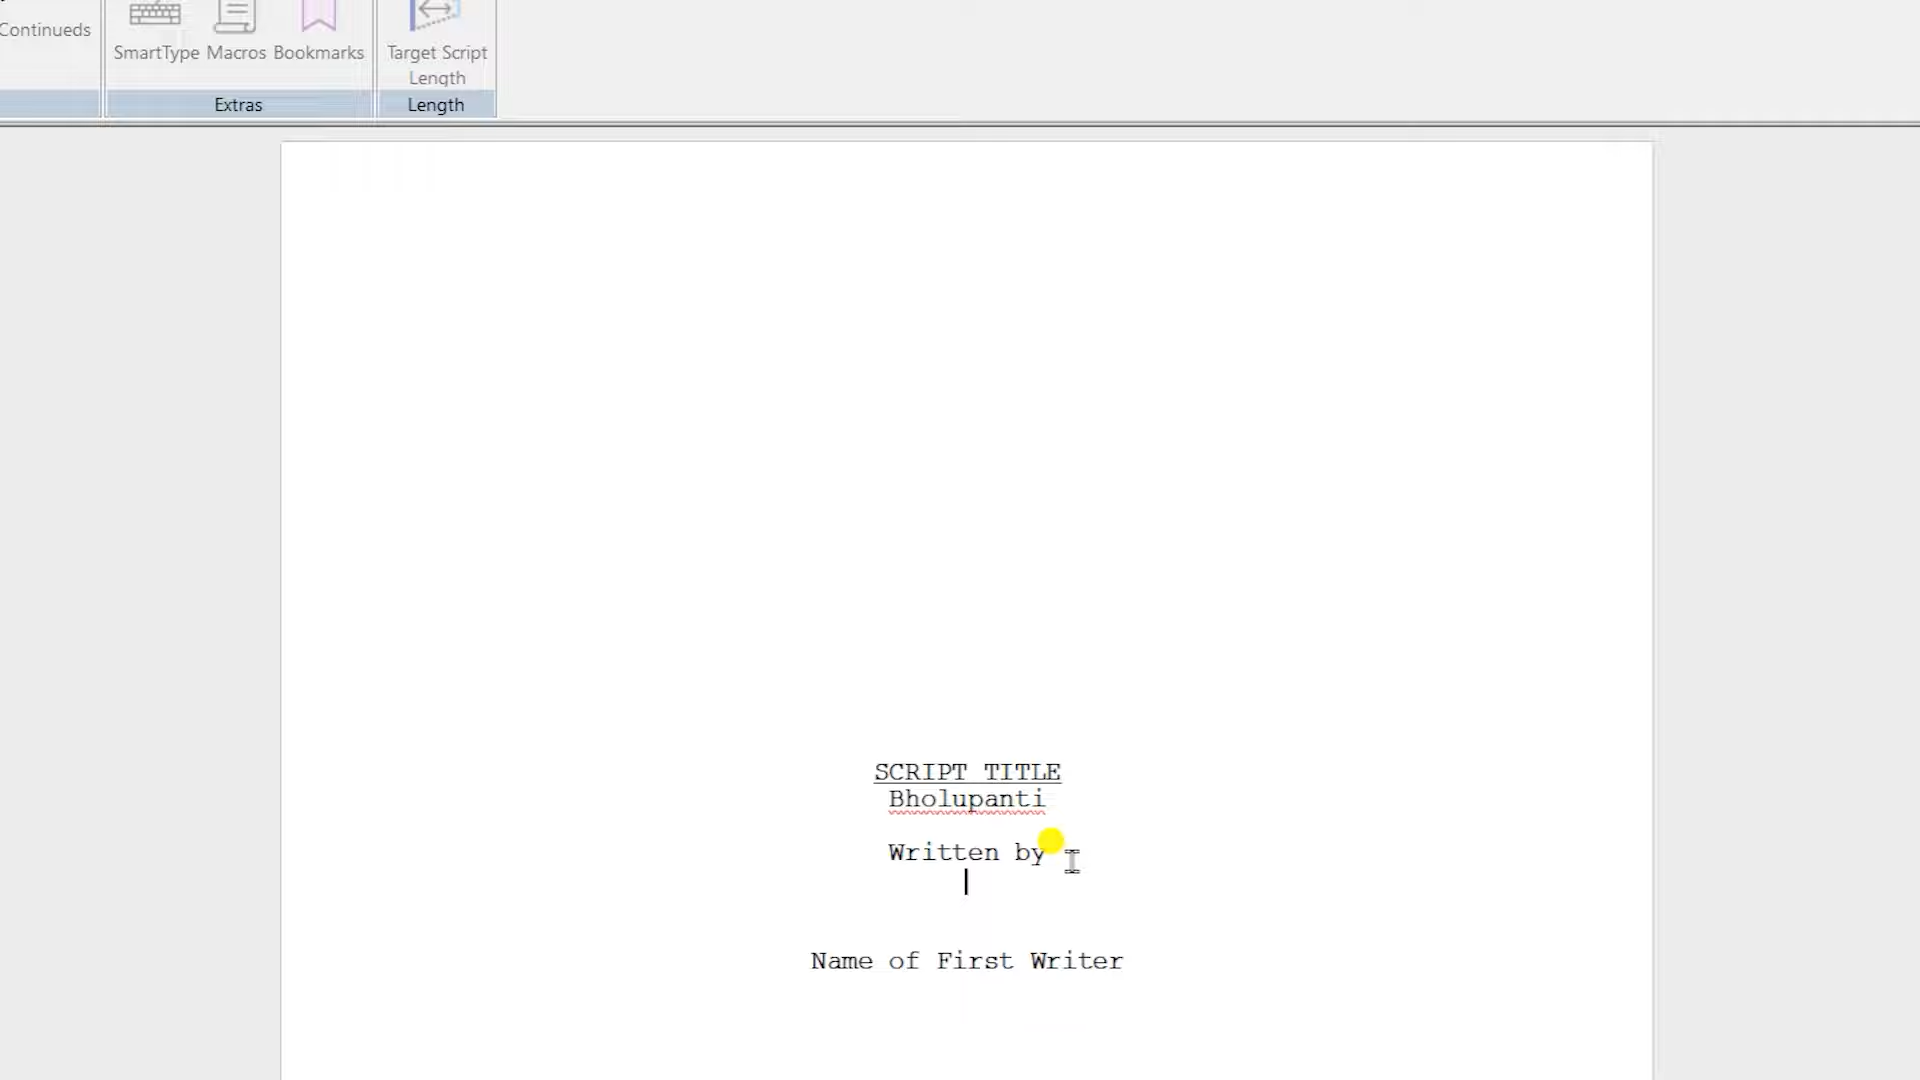 Continueds
SmartType Macros Bookmarks
Target Script
Length
Extras
Length
SCRIPT TITLE
Bholupanti
Written by
Name of First Writer